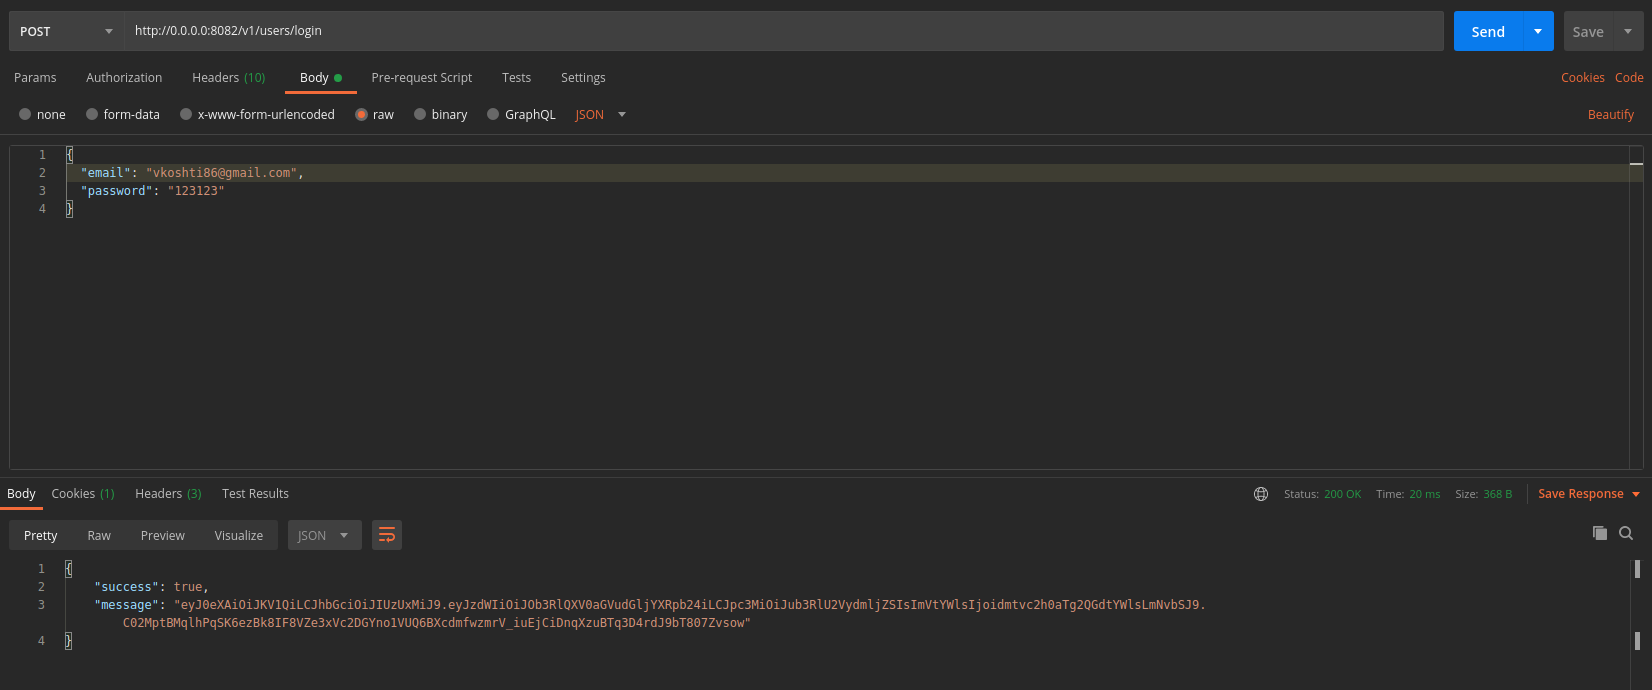 POST http://0.0.0.0:8082/v1/users/login Send Save
Params Authorization Headers (10) Body Pre-request Script Tests Settings Cookies Code
none form-data x-www-form-urlencoded raw binary GraphQL JSON Beautify
1 {
2 "email": "vkoshti86@gmail.com",
3 "password": "123123"
4 }
Body Cookies (1) Headers (3) Test Results Status: 200 OK Time: 20 ms Size: 368 B Save Response
Pretty Raw Preview Visualize JSON
1 {
2 "success": true,
3 "message": "eyJ0eXAiOiJKV1QiLCJhbGciOiJIUzUxMiJ9.eyJzdWIiOiJOb3RlQXV0aGVudGljYXRpb24iLCJpc3MiOiJub3RlU2VydmljZSIsImVtYWlsIjoidmtvc2h0aTg2QGdtYWlsLmNvbSJ9.
C02MptBMqlhPqSK6ezBk8IF8VZe3xVc2DGYno1VUQ6BXcdmfwzmrV_iuEjCiDnqXzuBTq3D4rdJ9bT807Zvsow"
4 }